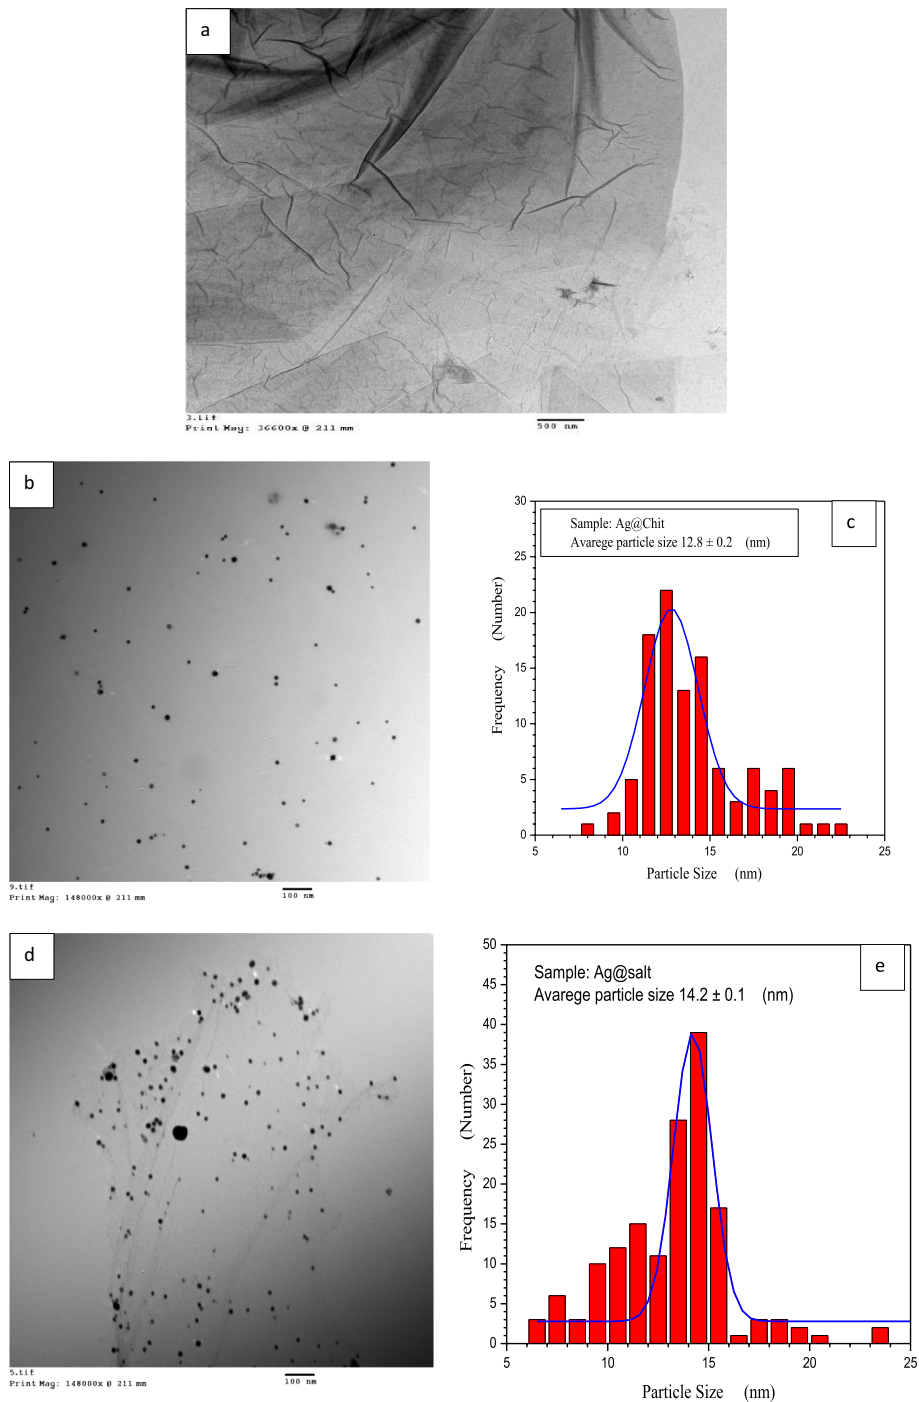 a
3.tif
Print Mag: 36600x @ 211 mm
500 nm
b
9.tif
Print Mag: 148000x @ 211 mm
100 nm
c
Sample: Ag@Chit
Avarege particle size 12.8 ± 0.2 (nm)
Frequency (Number)
30
25
20
15
10
5
0
5 10 15 20 25
Particle Size (nm)
d
5.tif
Print Mag: 148000x @ 211 mm
100 nm
e
Sample: Ag@salt
Avarege particle size 14.2 ± 0.1 (nm)
Frequency (Number)
50
45
40
35
30
25
20
15
10
5
0
5 10 15 20 25
Particle Size (nm)